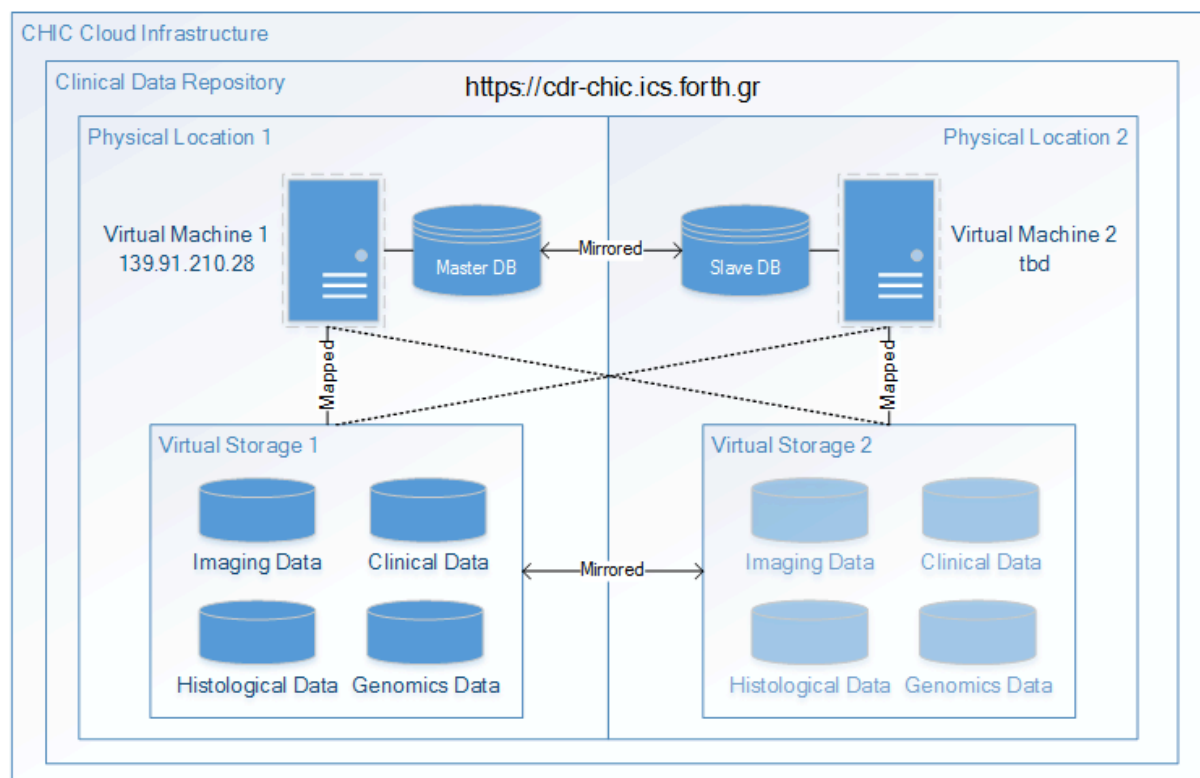 CHIC Cloud Infrastructure
Clinical Data Repository
https://cdr-chic.ics.forth.gr
Physical Location 1
Physical Location 2
Virtual Machine 1
139.91.210.28
Master DB
Mirrored
Slave DB
Virtual Machine 2
tbd
Mapped
Mapped
Virtual Storage 1
Imaging Data
Clinical Data
Histological Data
Genomics Data
Mirrored
Virtual Storage 2
Imaging Data
Clinical Data
Histological Data
Genomics Data